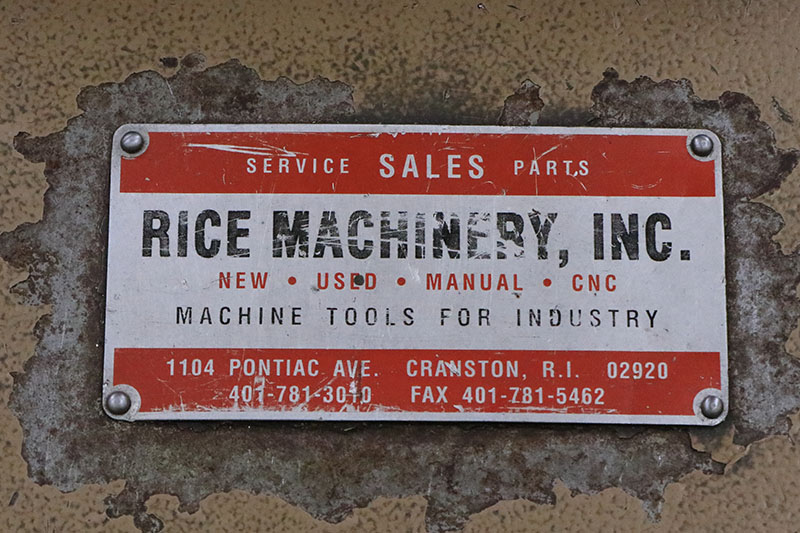 SERVICE SALES PARTS
RICE MACHINERY, INC.
NEW • USED • MANUAL • CNC
MACHINE TOOLS FOR INDUSTRY
1104 PONTIAC AVE. CRANSTON, R.I. 02920
401-781-3010 FAX 401-781-5462